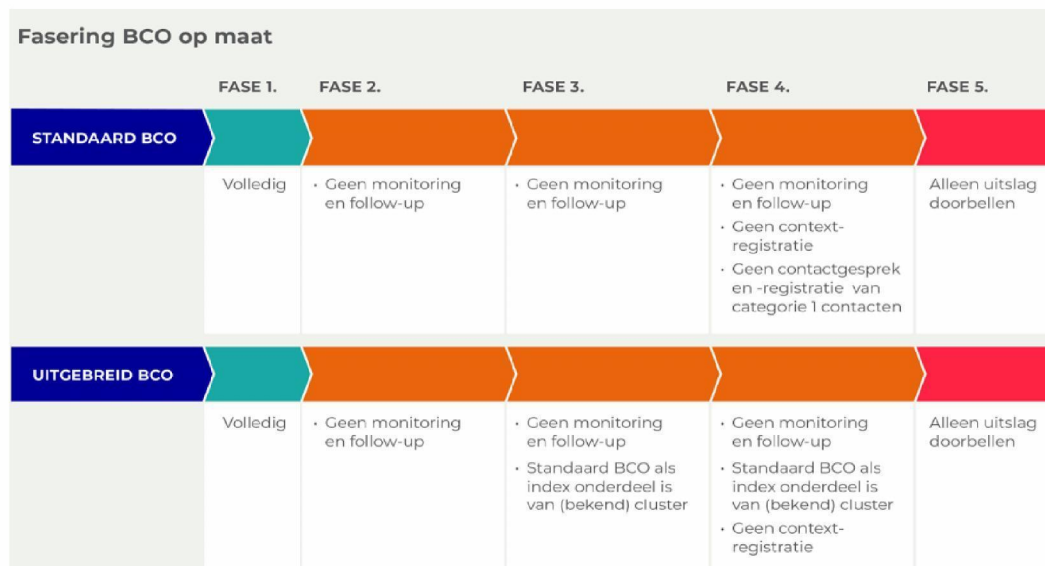 Fasering BCO op maat
FASE 1.
FASE 2.
FASE 3.
FASE 4.
FASE 5.
STANDAARD BCO
Volledig
· Geen monitoring
en follow-up
· Geen monitoring
en follow-up
· Geen monitoring
en follow-up
· Geen context-
registratie
· Geen contactgesprek
en -registratie van
categorie 1 contacten
Alleen uitslag
doorbellen
UITGEBREID BCO
Volledig
· Geen monitoring
en follow-up
· Geen monitoring
en follow-up
· Standaard BCO als
index onderdeel is
van (bekend) cluster
· Geen monitoring
en follow-up
· Standaard BCO als
index onderdeel is
van (bekend) cluster
· Geen context-
registratie
Alleen uitslag
doorbellen